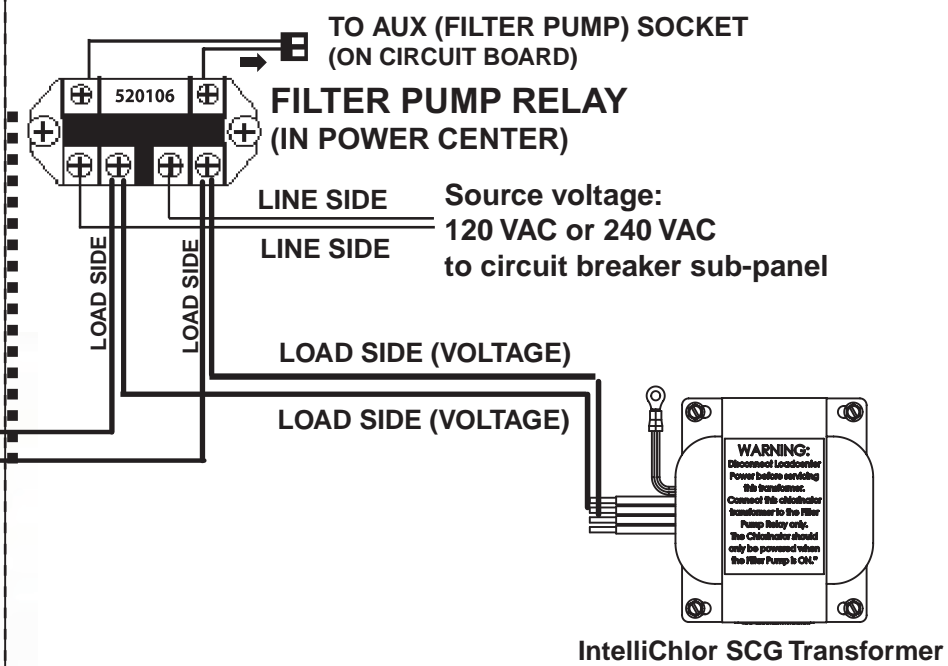 TO AUX (FILTER PUMP) SOCKET
(ON CIRCUIT BOARD)
520106
FILTER PUMP RELAY
(IN POWER CENTER)
LINE SIDE
LINE SIDE
Source voltage:
120 VAC or 240 VAC
to circuit breaker sub-panel
LOAD SIDE
LOAD SIDE
LOAD SIDE (VOLTAGE)
LOAD SIDE (VOLTAGE)
WARNING:
Disconnect Loadcenter
Power before servicing
this transformer.
Connect this chlorinator
transformer to the Filter
Pump Relay only.
The Chlorinator should
only be powered when
the Filter Pump is ON."
IntelliChlor SCG Transformer